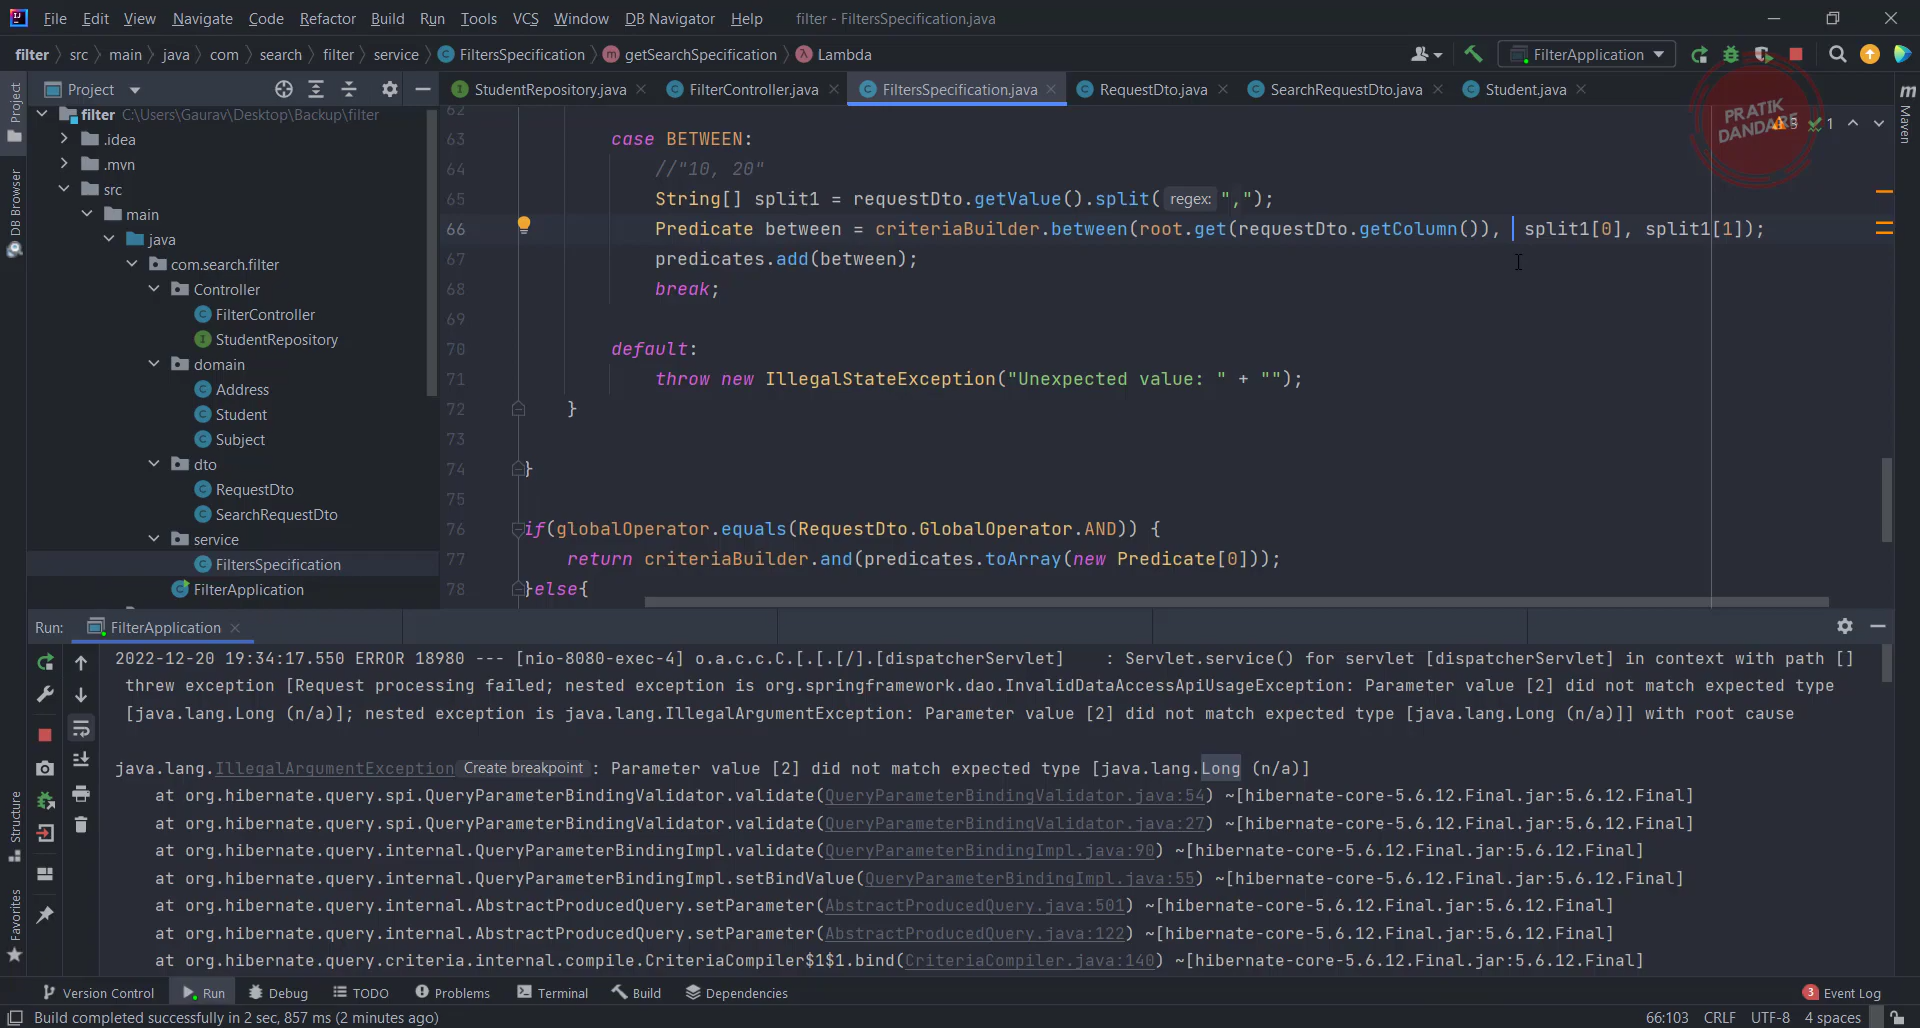 File Edit View Navigate Code Refactor Build Run Tools VCS Window DB Navigator Help filter - FiltersSpecification.java
filter src main java com search filter service FiltersSpecification getSearchSpecification Lambda FilterApplication
Project StudentRepository.java FilterController.java FiltersSpecification.java RequestDto.java SearchRequestDto.java Student.java
PRATIK
DANDARE
5 1
Project
DB Browser
Structure
Favorites
Maven
filter C:\Users\Gaurav\Desktop\Backup\filter
.idea
.mvn
src
main
java
com.search.filter
Controller
FilterController
StudentRepository
domain
Address
Student
Subject
dto
RequestDto
SearchRequestDto
service
FiltersSpecification
FilterApplication
62
63 case BETWEEN:
64 //"10, 20"
65 String[] split1 = requestDto.getValue().split( regex: ",");
66 Predicate between = criteriaBuilder.between(root.get(requestDto.getColumn()), split1[0], split1[1]);
67 predicates.add(between);
68 break;
69
70 default:
71 throw new IllegalStateException("Unexpected value: " + "");
72 }
73
74 }
75
76 if(globalOperator.equals(RequestDto.GlobalOperator.AND)) {
77 return criteriaBuilder.and(predicates.toArray(new Predicate[0]));
78 }else{
Run: FilterApplication
2022-12-20 19:34:17.550 ERROR 18980 --- [nio-8080-exec-4] o.a.c.c.C.[.[.[/].[dispatcherServlet] : Servlet.service() for servlet [dispatcherServlet] in context with path []
threw exception [Request processing failed; nested exception is org.springframework.dao.InvalidDataAccessApiUsageException: Parameter value [2] did not match expected type
[java.lang.Long (n/a)]; nested exception is java.lang.IllegalArgumentException: Parameter value [2] did not match expected type [java.lang.Long (n/a)]] with root cause
java.lang.IllegalArgumentException Create breakpoint : Parameter value [2] did not match expected type [java.lang.Long (n/a)]
at org.hibernate.query.spi.QueryParameterBindingValidator.validate(QueryParameterBindingValidator.java:54) ~[hibernate-core-5.6.12.Final.jar:5.6.12.Final]
at org.hibernate.query.spi.QueryParameterBindingValidator.validate(QueryParameterBindingValidator.java:27) ~[hibernate-core-5.6.12.Final.jar:5.6.12.Final]
at org.hibernate.query.internal.QueryParameterBindingImpl.validate(QueryParameterBindingImpl.java:90) ~[hibernate-core-5.6.12.Final.jar:5.6.12.Final]
at org.hibernate.query.internal.QueryParameterBindingImpl.setBindValue(QueryParameterBindingImpl.java:55) ~[hibernate-core-5.6.12.Final.jar:5.6.12.Final]
at org.hibernate.query.internal.AbstractProducedQuery.setParameter(AbstractProducedQuery.java:501) ~[hibernate-core-5.6.12.Final.jar:5.6.12.Final]
at org.hibernate.query.internal.AbstractProducedQuery.setParameter(AbstractProducedQuery.java:122) ~[hibernate-core-5.6.12.Final.jar:5.6.12.Final]
at org.hibernate.query.criteria.internal.compile.CriteriaCompiler$1$1.bind(CriteriaCompiler.java:140) ~[hibernate-core-5.6.12.Final.jar:5.6.12.Final]
Version Control Run Debug TODO Problems Terminal Build Dependencies 3 Event Log
Build completed successfully in 2 sec, 857 ms (2 minutes ago) 66:103 CRLF UTF-8 4 spaces